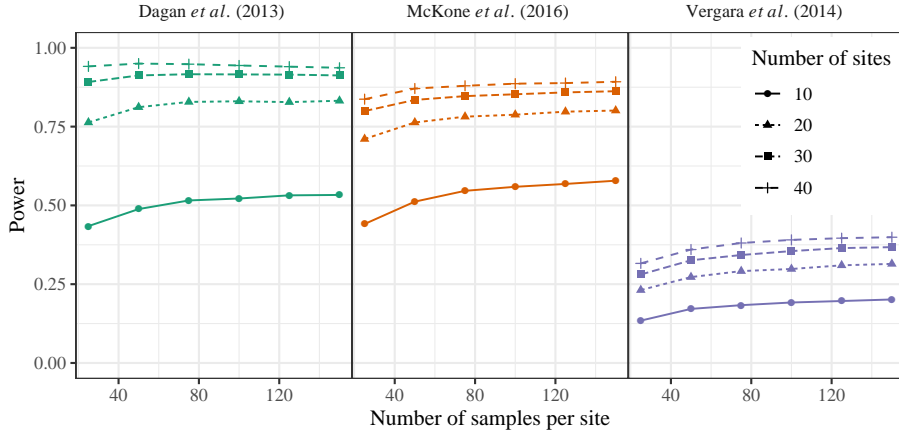 Dagan et al. (2013)
McKone et al. (2016)
Vergara et al. (2014)
Power
1.00
0.75
0.50
0.25
0.00
Number of sites
10
20
30
40
40 80 120
40 80 120
40 80 120
Number of samples per site